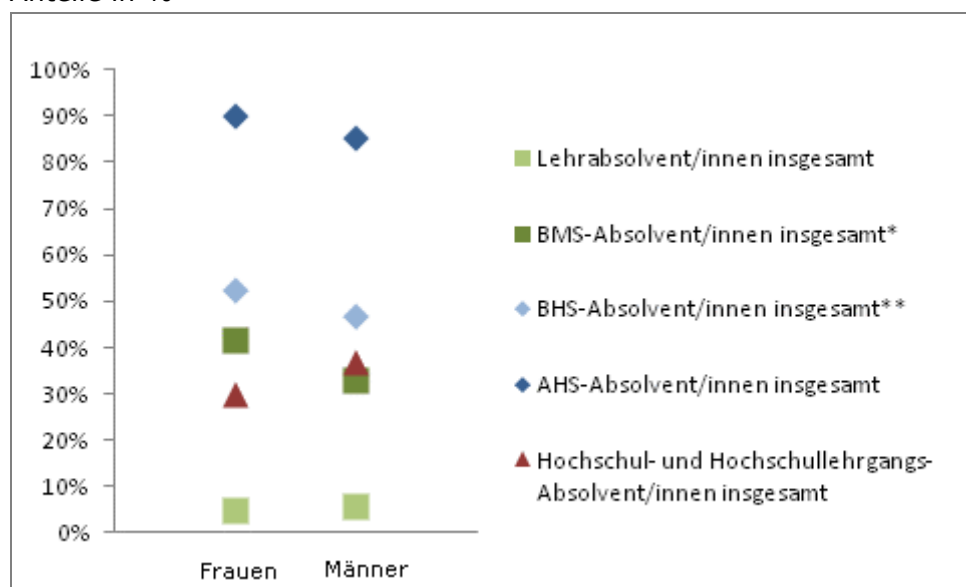 100%
90%
80%
70%
60%
50%
40%
30%
20%
10%
0%
Frauen Männer
Lehrabsolvent/innen insgesamt
BMS-Absolvent/innen insgesamt*
BHS-Absolvent/innen insgesamt**
AHS-Absolvent/innen insgesamt
Hochschul- und Hochschullehrgangs-
Absolvent/innen insgesamt